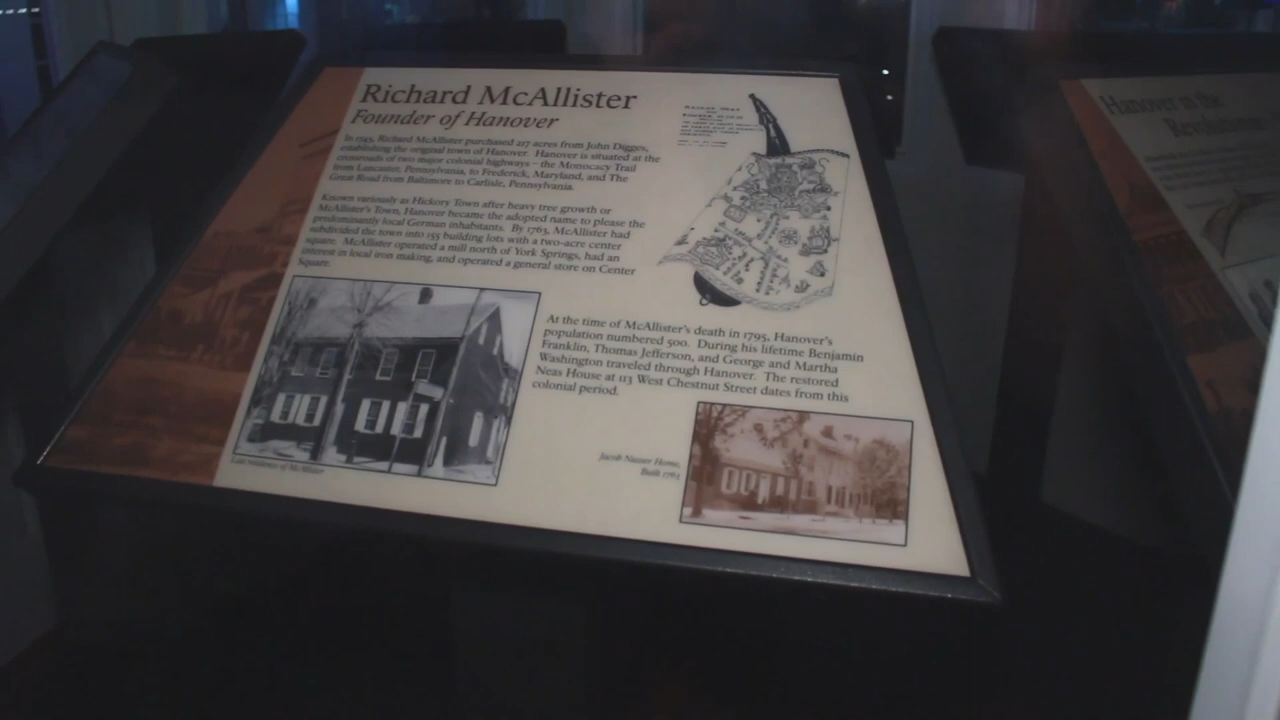 Richard McAllister
Founder of Hanover
In 1745, Richard McAllister purchased 217 acres from John Digges,
establishing the original town of Hanover. Hanover is situated at the
crossroads of two major colonial highways – the Monocacy Trail
from Lancaster, Pennsylvania, to Frederick, Maryland, and The
Great Road from Baltimore to Carlisle, Pennsylvania.
Known variously as Hickory Town after heavy tree growth or
McAllister's Town, Hanover became the adopted name to please the
predominantly local German inhabitants. By 1763, McAllister had
subdivided the town into 155 building lots with a two-acre center
square. McAllister operated a mill north of York Springs, had an
interest in local iron making, and operated a general store on Center
Square.
At the time of McAllister's death in 1795, Hanover's
population numbered 500. During his lifetime Benjamin
Franklin, Thomas Jefferson, and George and Martha
Washington traveled through Hanover. The restored
Neas House at 113 West Chestnut Street dates from this
colonial period.
Last residence of McAllister
Home,
Built
Hanover in the
Revolutionary